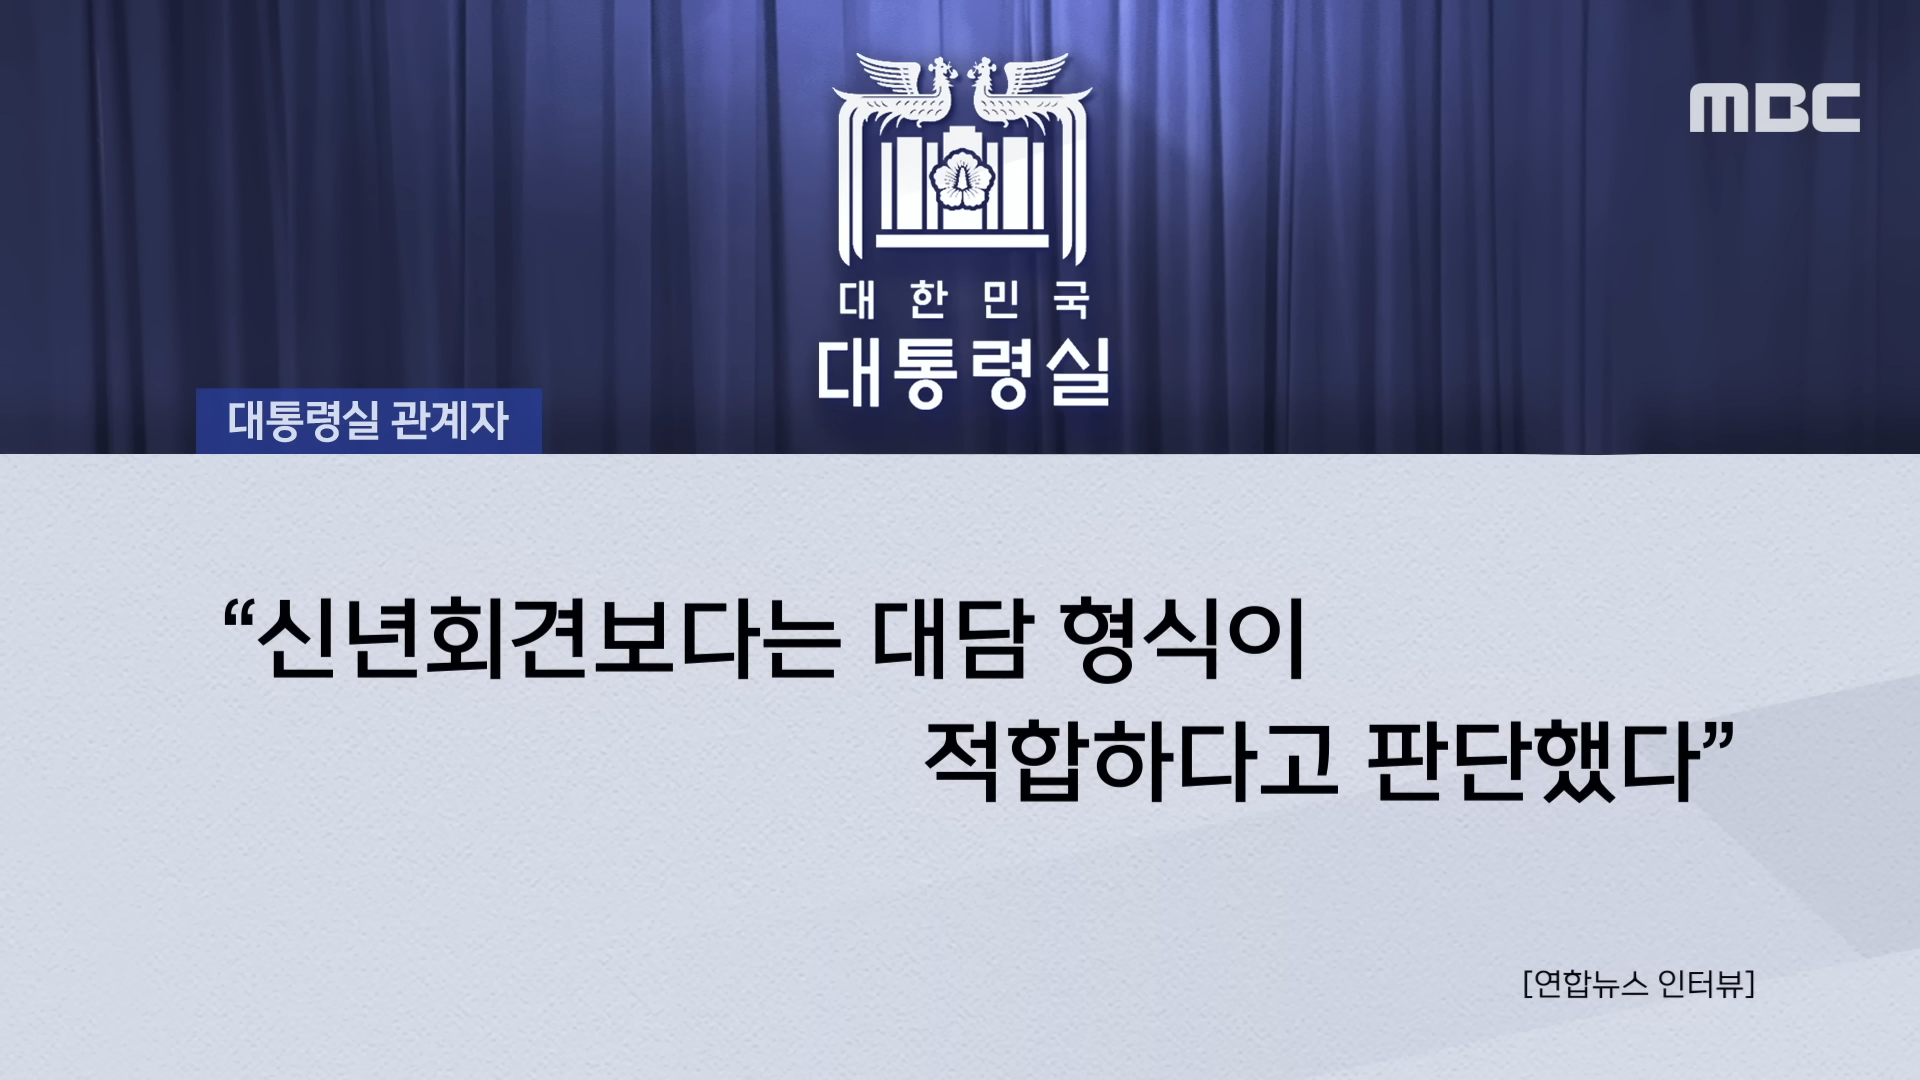 MBC
대한민국
대통령실
대통령실 관계자
“신년회견보다는 대담 형식이
적합하다고 판단했다”
[연합뉴스 인터뷰]